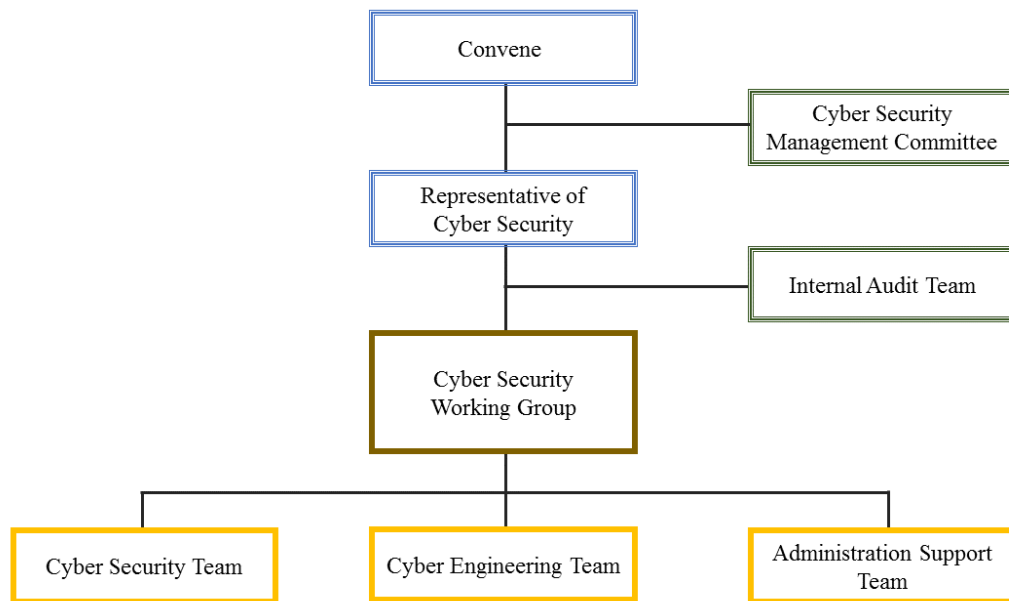 Convene
Cyber Security
Management Committee
Representative of
Cyber Security
Internal Audit Team
Cyber Security
Working Group
Cyber Security Team
Cyber Engineering Team
Administration Support
Team